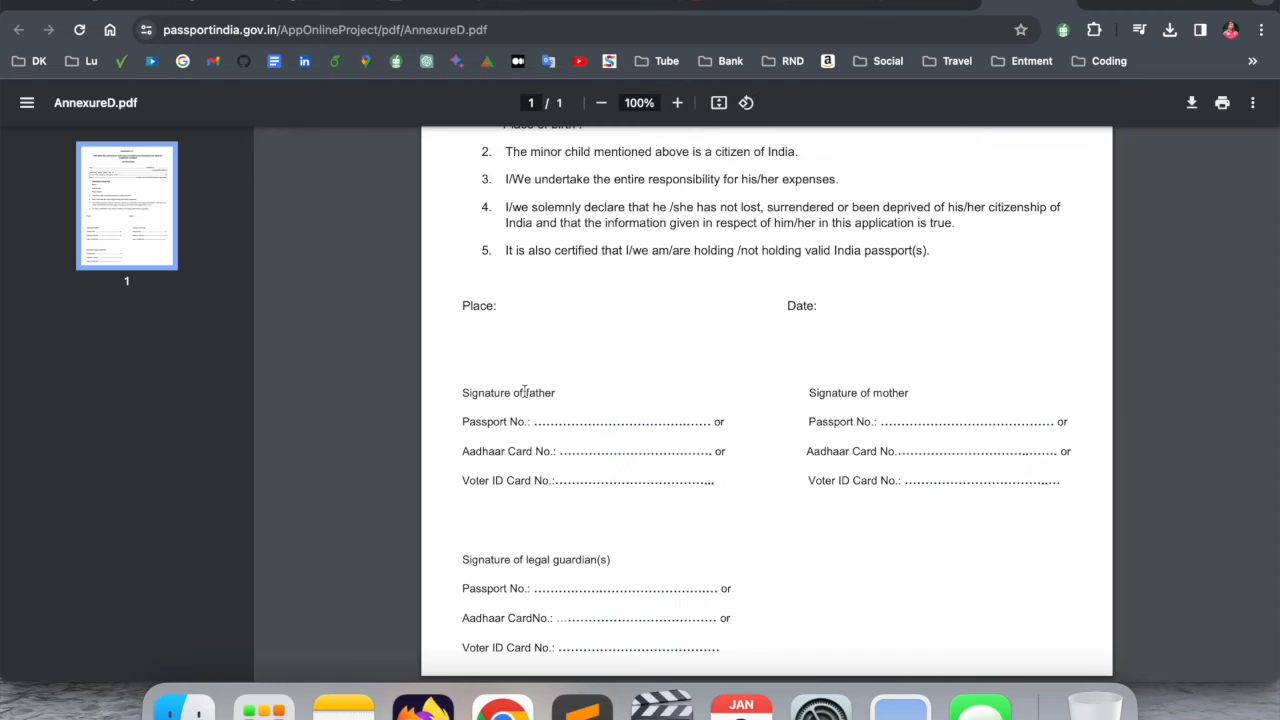 passportindia.gov.in/AppOnlineProject/pdf/AnnexureD.pdf
DK
Lu
Tube
Bank
RND
Social
Travel
Entment
Coding
AnnexureD.pdf
1 / 1
100%
2. The minor child mentioned above is a citizen of India.
3. I/We undertake the entire responsibility for his/her expenses.
4. I/we solemnly declare that he /she has not lost, surrendered or been deprived of his/her citizenship of
India and that the information given in respect of him/her in this application is true.
5. It is also certified that I/we am/are holding /not holding valid India passport(s).
Place: Date:
Signature of father Signature of mother
Passport No.: ........................................... or Passport No.: ........................................... or
Aadhaar Card No.: ..................................... or Aadhaar Card No....................................... or
Voter ID Card No.:....................................... Voter ID Card No.: ......................................
1
Signature of legal guardian(s)
Passport No.: ............................................. or
Aadhaar CardNo.: ....................................... or
Voter ID Card No.: .......................................
JAN